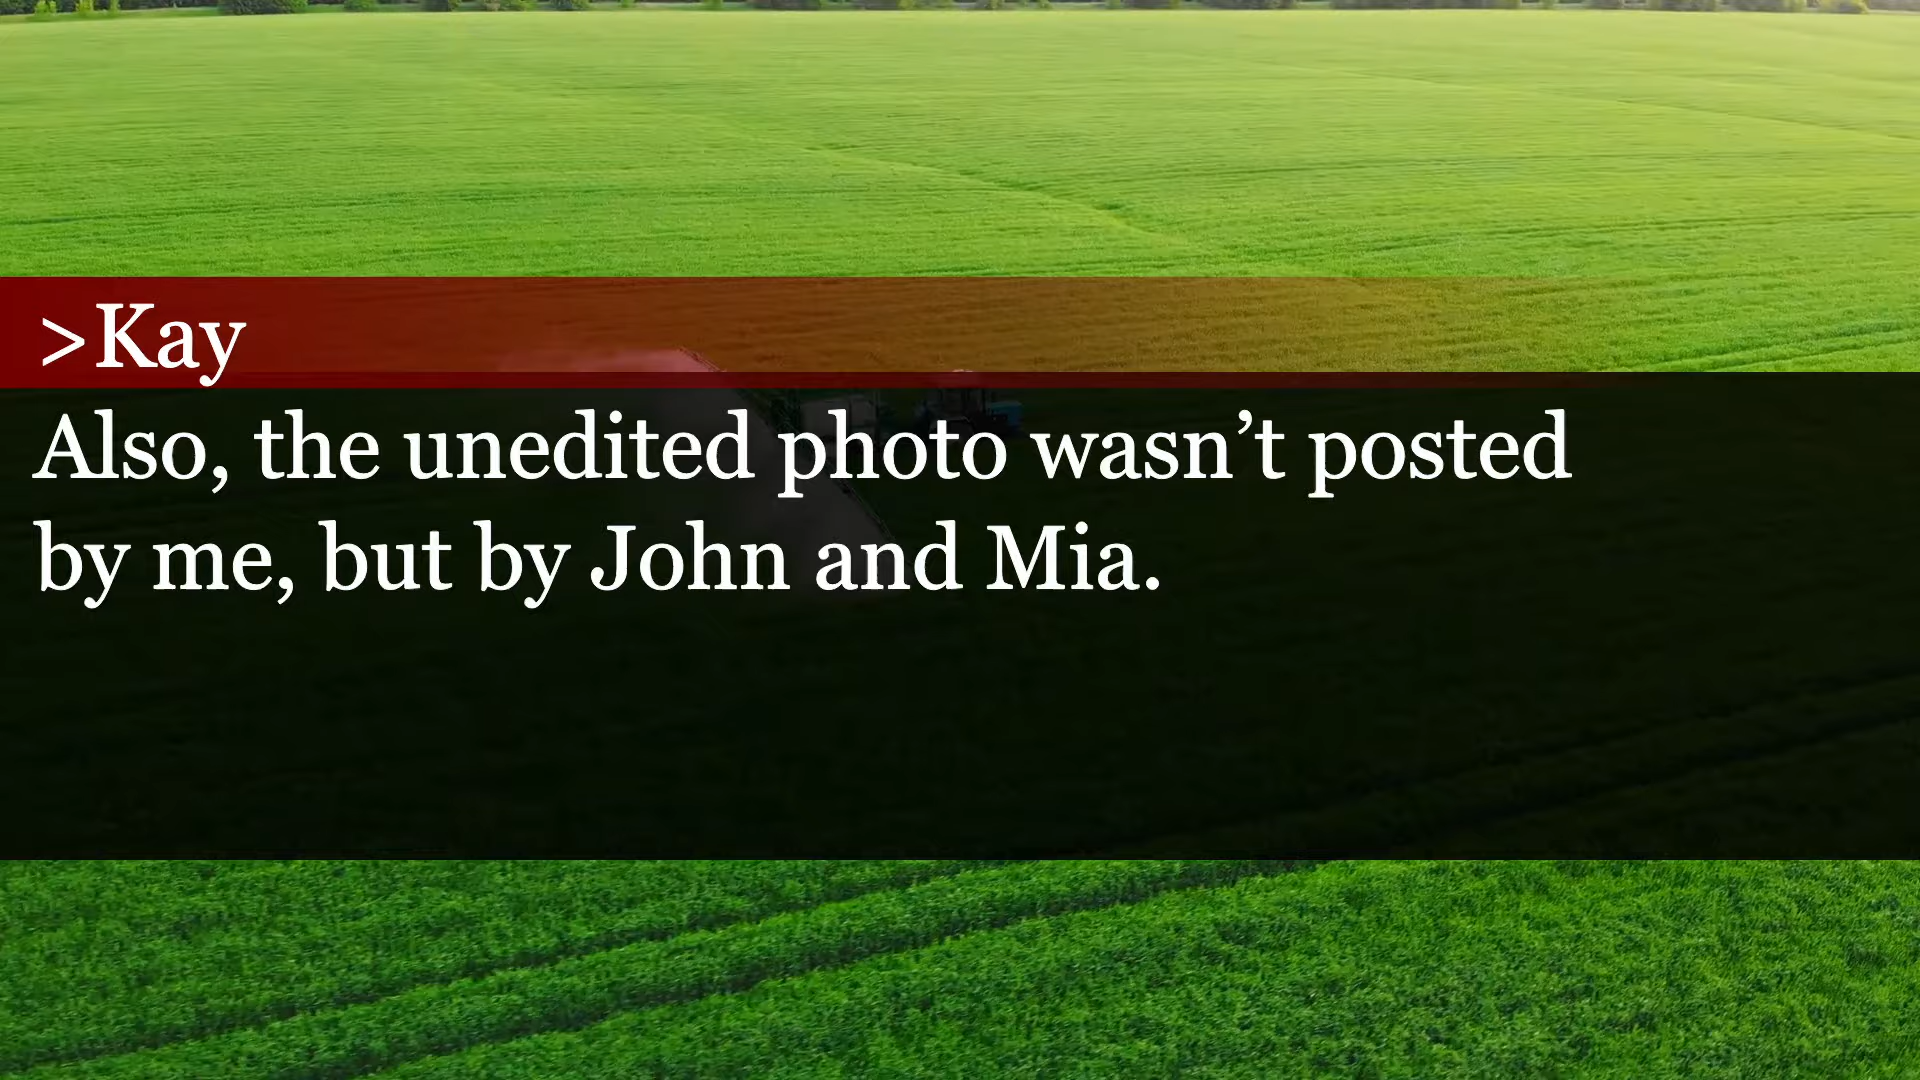 >Kay
Also, the unedited photo wasn’t posted
by me, but by John and Mia.